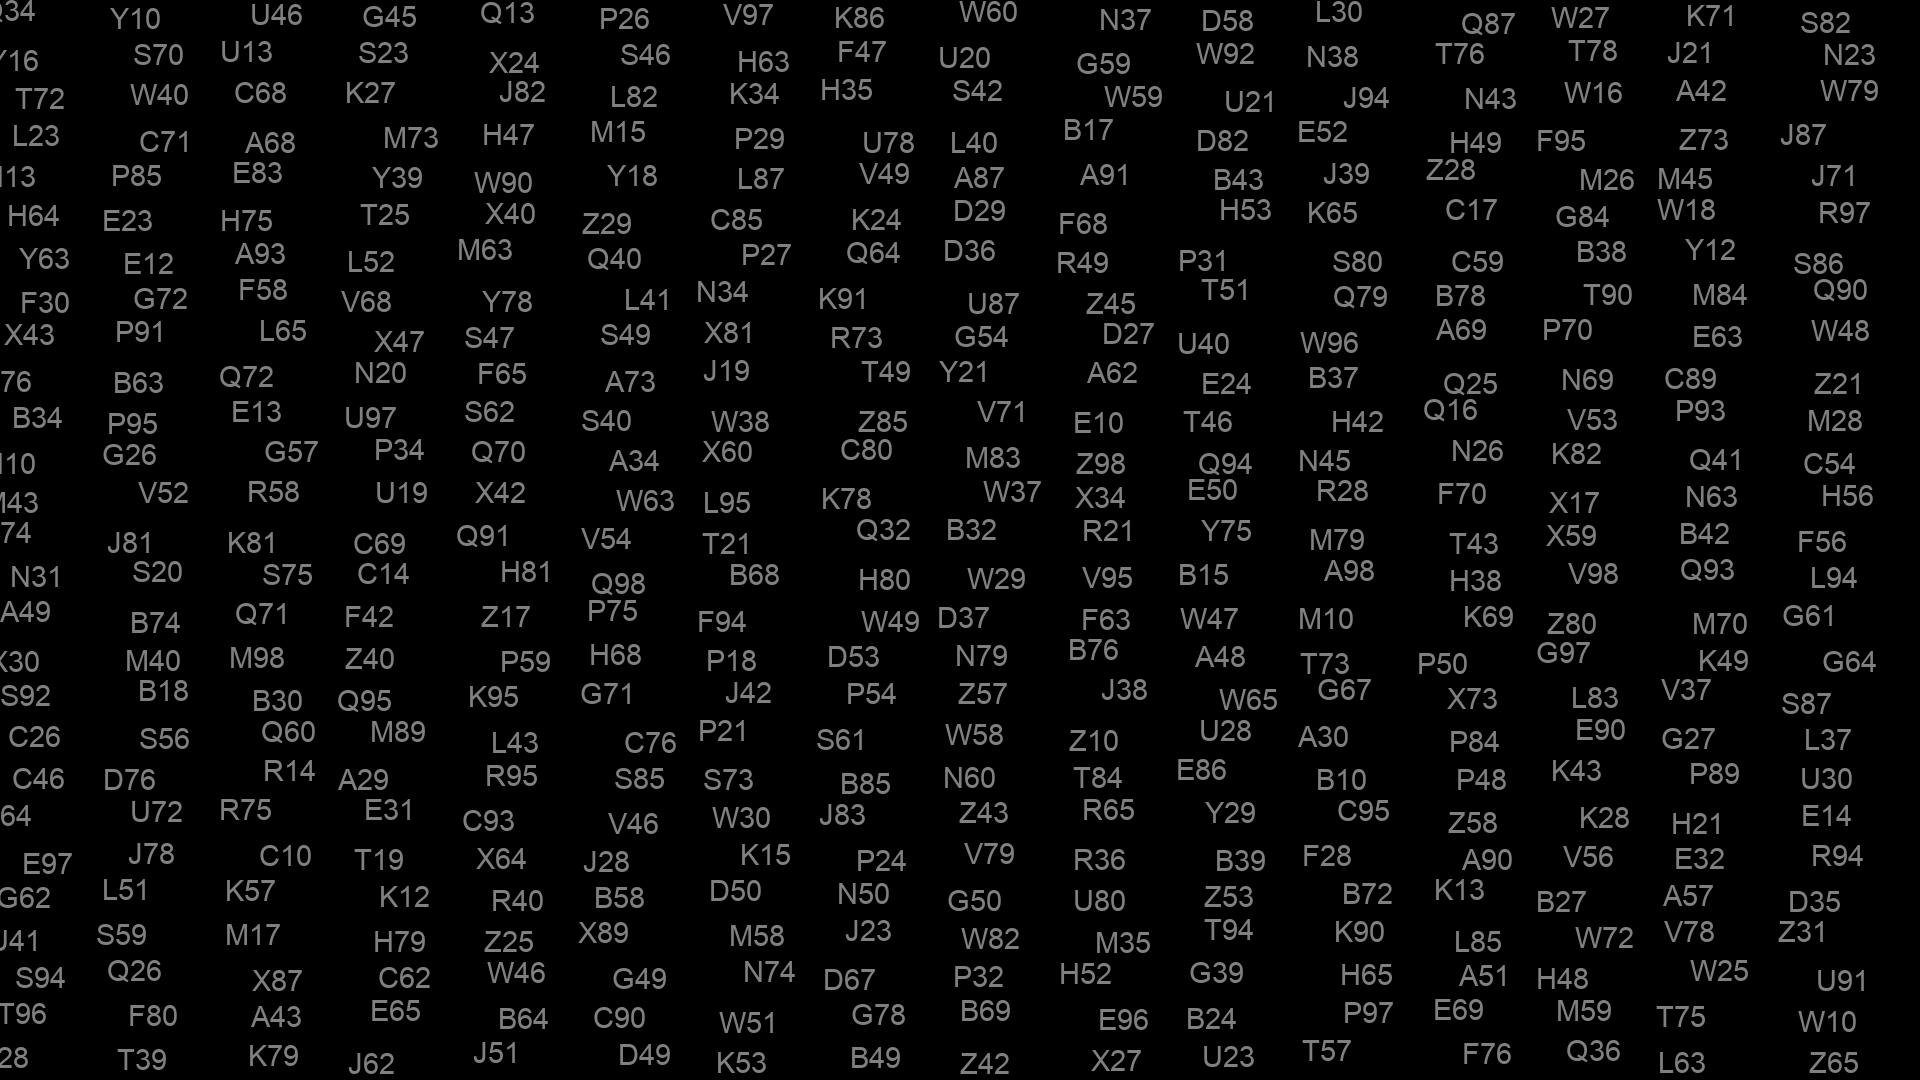 Q34 Y10 U46 G45 Q13 P26 V97 K86 W60 N37 D58 L30 Q87 W27 K71 S82
Y16 S70 U13 S23 X24 S46 H63 F47 U20 G59 W92 N38 T76 T78 J21 N23
T72 W40 C68 K27 J82 L82 K34 H35 S42 W59 U21 J94 N43 W16 A42 W79
L23 C71 A68 M73 H47 M15 P29 U78 L40 B17 D82 E52 H49 F95 Z73 J87
13 P85 E83 Y39 W90 Y18 L87 V49 A87 A91 B43 J39 Z28 M26 M45 J71
H64 E23 H75 T25 X40 Z29 C85 K24 D29 F68 H53 K65 C17 G84 W18 R97
Y63 E12 A93 L52 M63 Q40 P27 Q64 D36 R49 P31 S80 C59 B38 Y12 S86
F30 G72 F58 V68 Y78 L41 N34 K91 U87 Z45 T51 Q79 B78 T90 M84 Q90
X43 P91 L65 X47 S47 S49 X81 R73 G54 D27 U40 W96 A69 P70 E63 W48
76 B63 Q72 N20 F65 A73 J19 T49 Y21 A62 E24 B37 Q25 N69 C89 Z21
B34 P95 E13 U97 S62 S40 W38 Z85 V71 E10 T46 H42 Q16 V53 P93 M28
10 G26 G57 P34 Q70 A34 X60 C80 M83 Z98 Q94 N45 N26 K82 Q41 C54
M43 V52 R58 U19 X42 W63 L95 K78 W37 X34 E50 R28 F70 X17 N63 H56
74 J81 K81 C69 Q91 V54 T21 Q32 B32 R21 Y75 M79 T43 X59 B42 F56
N31 S20 S75 C14 H81 Q98 B68 H80 W29 V95 B15 A98 H38 V98 Q93 L94
A49 B74 Q71 F42 Z17 P75 F94 W49 D37 F63 W47 M10 K69 Z80 M70 G61
X30 M40 M98 Z40 P59 H68 P18 D53 N79 B76 A48 T73 P50 G97 K49 G64
S92 B18 B30 Q95 K95 G71 J42 P54 Z57 J38 W65 G67 X73 L83 V37 S87
C26 S56 Q60 M89 L43 C76 P21 S61 W58 Z10 U28 A30 P84 E90 G27 L37
C46 D76 R14 A29 R95 S85 S73 B85 N60 T84 E86 B10 P48 K43 P89 U30
64 U72 R75 E31 C93 V46 W30 J83 Z43 R65 Y29 C95 Z58 K28 H21 E14
E97 J78 C10 T19 X64 J28 K15 P24 V79 R36 B39 F28 A90 V56 E32 R94
G62 L51 K57 K12 R40 B58 D50 N50 G50 U80 Z53 B72 K13 B27 A57 D35
41 S59 M17 H79 Z25 X89 M58 J23 W82 M35 T94 K90 L85 W72 V78 Z31
S94 Q26 X87 C62 W46 G49 N74 D67 P32 H52 G39 H65 A51 H48 W25 U91
T96 F80 A43 E65 B64 C90 W51 G78 B69 E96 B24 P97 E69 M59 T75 W10
28 T39 K79 J62 J51 D49 K53 B49 Z42 X27 U23 T57 F76 Q36 L63 Z65